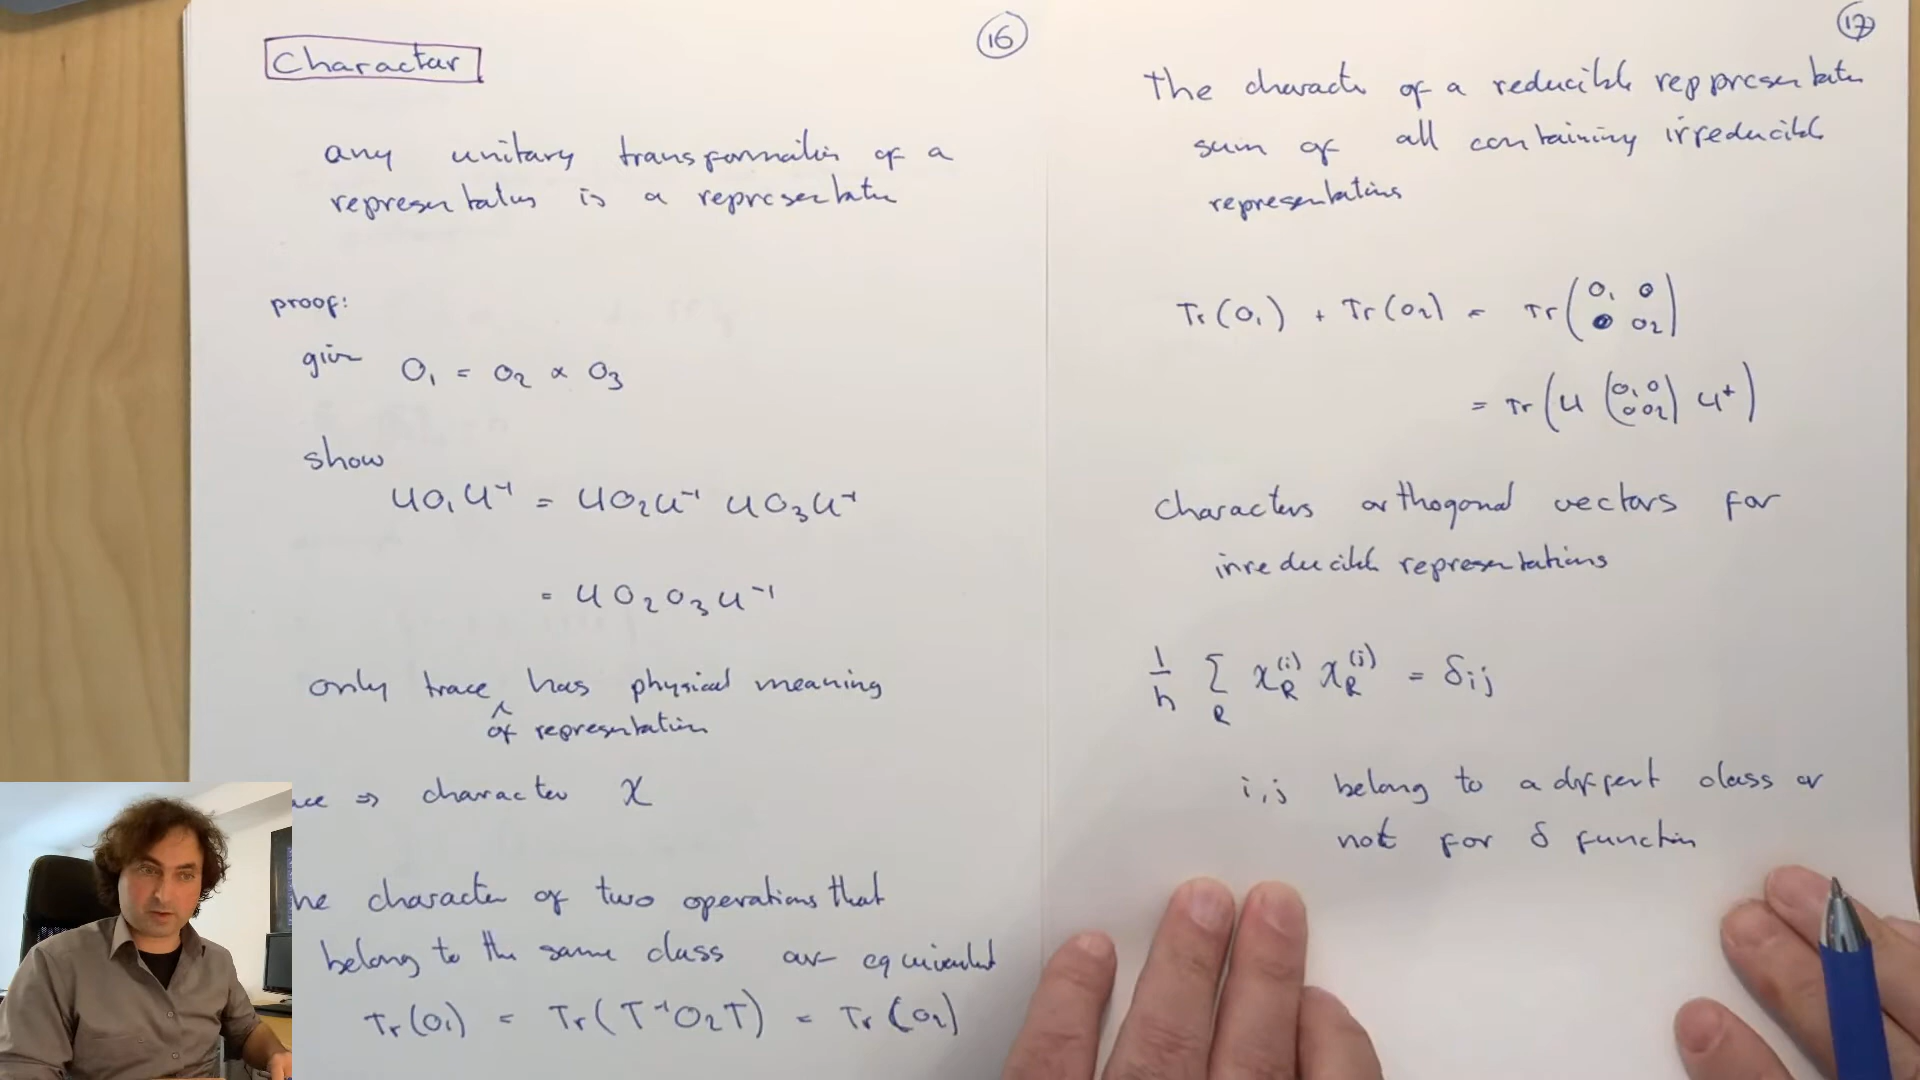 16
Character
any unitary transformation of a
representation is a representation
proof:
given O₁ = O₂ × O₃
show
UO₁U⁻¹ = UO₂U⁻¹ UO₃U⁻¹
= UO₂O₃U⁻¹
only trace has physical meaning
of representation
⇒ character χ
character of two operations that
belong to the same class are equivalent
Tr(O₁) = Tr(T⁻¹O₂T) = Tr(O₂)
17
The character of a reducible reppresentation
sum of all containing irreducible
representations
Tr(O₁) + Tr(O₂) = Tr(O₁ 0
0 O₂)
= Tr(U (O₁ 0
0 O₂) U⁺)
characters orthogonal vectors for
irreducible representations
1/h Σ_R χ_R^(i) χ_R^(j) = δij
i,j belong to a different class or
not for δ function